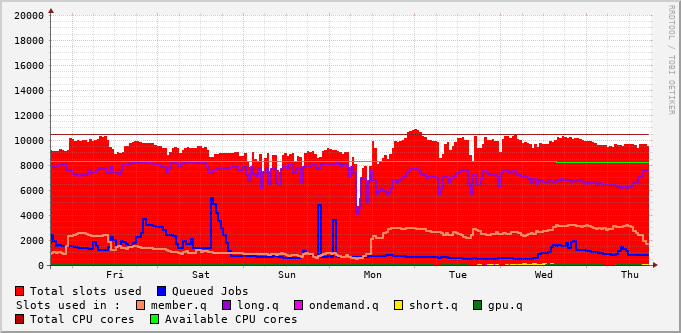 RRDTOOL / TOBI OETIKER
20000
18000
16000
14000
12000
10000
8000
6000
4000
2000
0
Fri Sat Sun Mon Tue Wed Thu
Total slots used Queued Jobs
Slots used in : member.q long.q ondemand.q short.q gpu.q
Total CPU cores Available CPU cores